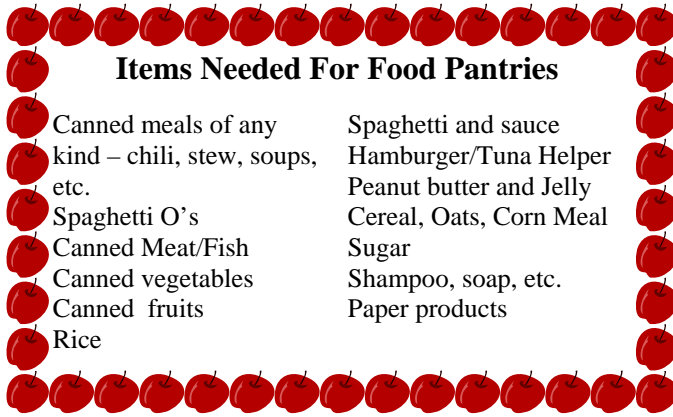 Items Needed For Food Pantries
Canned meals of any
kind – chili, stew, soups,
etc.
Spaghetti O’s
Canned Meat/Fish
Canned vegetables
Canned  fruits
Rice
Spaghetti and sauce
Hamburger/Tuna Helper
Peanut butter and Jelly
Cereal, Oats, Corn Meal
Sugar
Shampoo, soap, etc.
Paper products